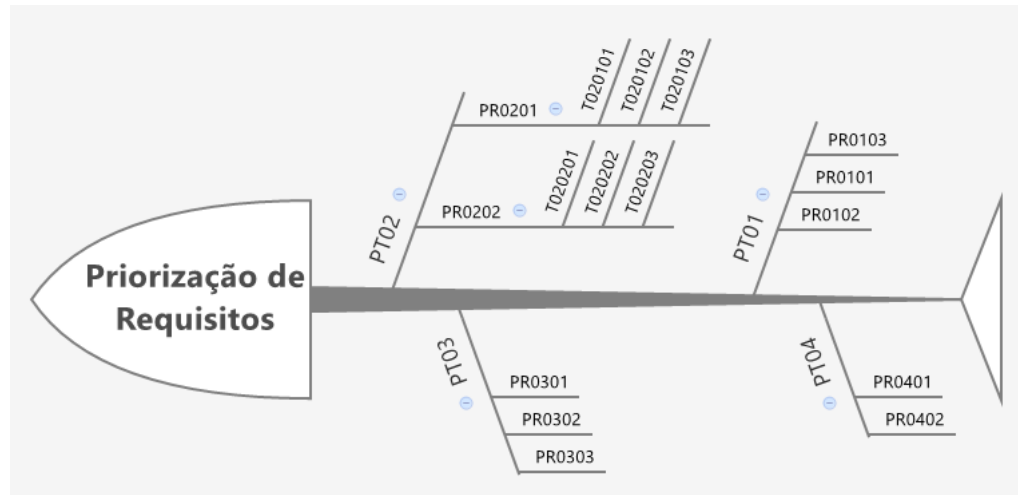 Priorização de
Requisitos
PT02
PR0201
T020101
T020102
T020103
PR0202
T020201
T020202
T020203
PT01
PR0103
PR0101
PR0102
PT03
PR0301
PR0302
PR0303
PT04
PR0401
PR0402